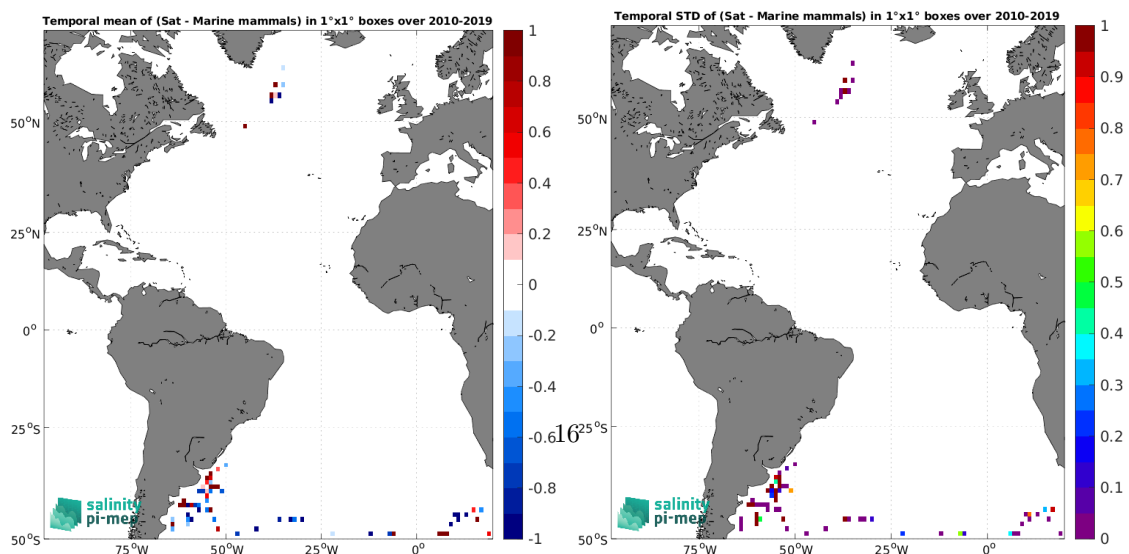 Temporal mean of (Sat - Marine mammals) in 1°x1° boxes over 2010-2019
50°N
25°N
0°
25°S
50°S
75°W
50°W
25°W
0°
1
0.8
0.6
0.4
0.2
0
-0.2
-0.4
-0.6
-0.8
-1
salinity
pi-mep
16
Temporal STD of (Sat - Marine mammals) in 1°x1° boxes over 2010-2019
50°N
25°N
0°
25°S
50°S
75°W
50°W
25°W
0°
1
0.9
0.8
0.7
0.6
0.5
0.4
0.3
0.2
0.1
0
salinity
pi-mep